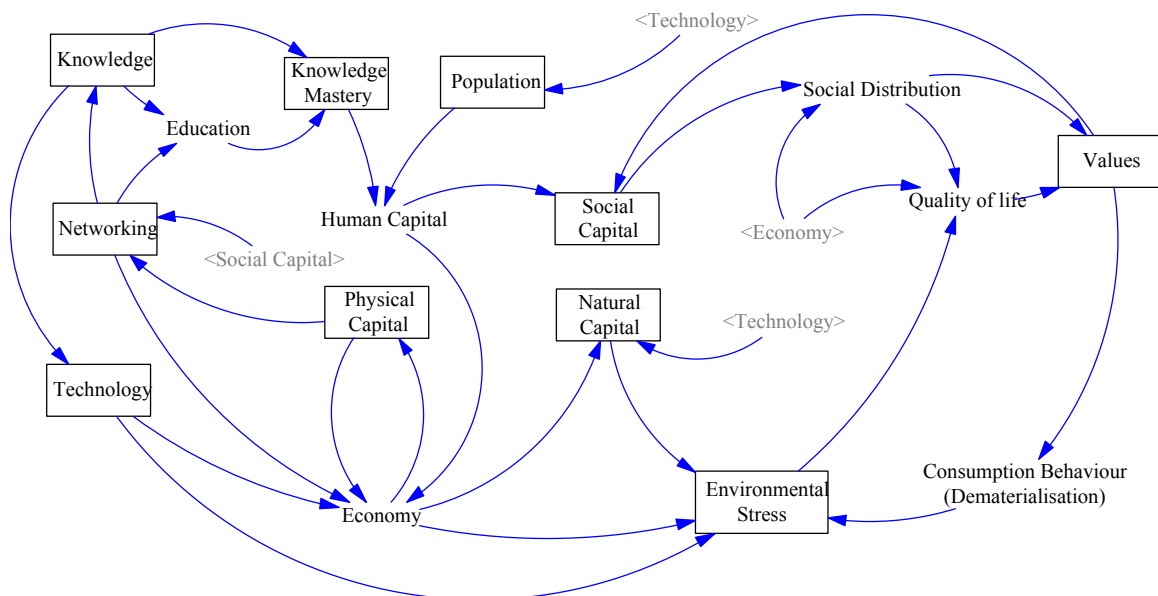 <Technology>
Knowledge
Knowledge
Mastery
Population
Social Distribution
Education
Values
Networking
Human Capital
Social
Capital
Quality of life
<Social Capital>
<Economy>
Physical
Capital
Natural
Capital
<Technology>
Technology
Consumption Behaviour
(Dematerialisation)
Environmental
Stress
Economy